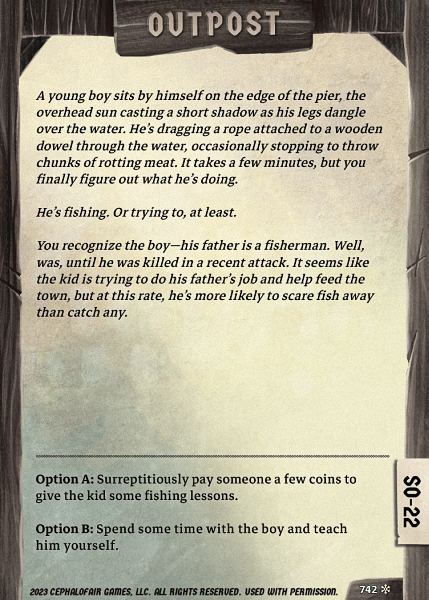 OUTPOST
A young boy sits by himself on the edge of the pier, the
overhead sun casting a short shadow as his legs dangle
over the water. He's dragging a rope attached to a wooden
dowel through the water, occasionally stopping to throw
chunks of rotting meat. It takes a few minutes, but you
finally figure out what he's doing.
He's fishing. Or trying to, at least.
You recognize the boy—his father is a fisherman. Well,
was, until he was killed in a recent attack. It seems like
the kid is trying to do his father's job and help feed the
town, but at this rate, he's more likely to scare fish away
than catch any.
Option A: Surreptitiously pay someone a few coins to
give the kid some fishing lessons.
Option B: Spend some time with the boy and teach
him yourself.
SO-22
2023 CEPHALOFAIR GAMES, LLC. ALL RIGHTS RESERVED. USED WITH PERMISSION.
742